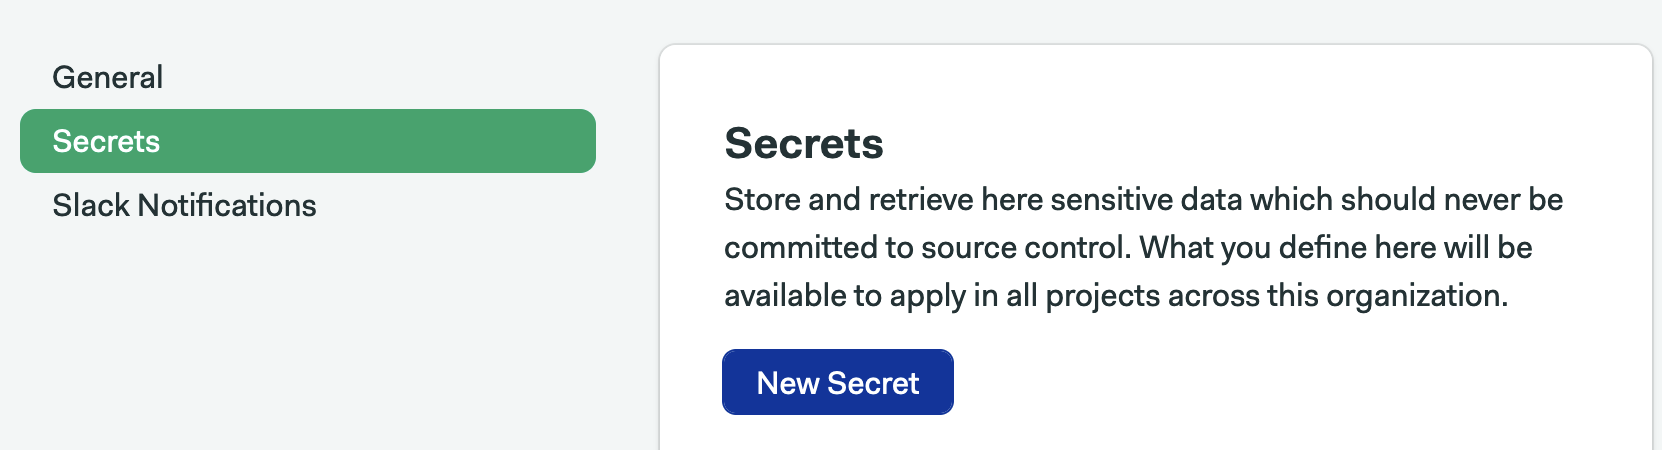 General
Secrets
Slack Notifications
Secrets
Store and retrieve here sensitive data which should never be
committed to source control. What you define here will be
available to apply in all projects across this organization.
New Secret